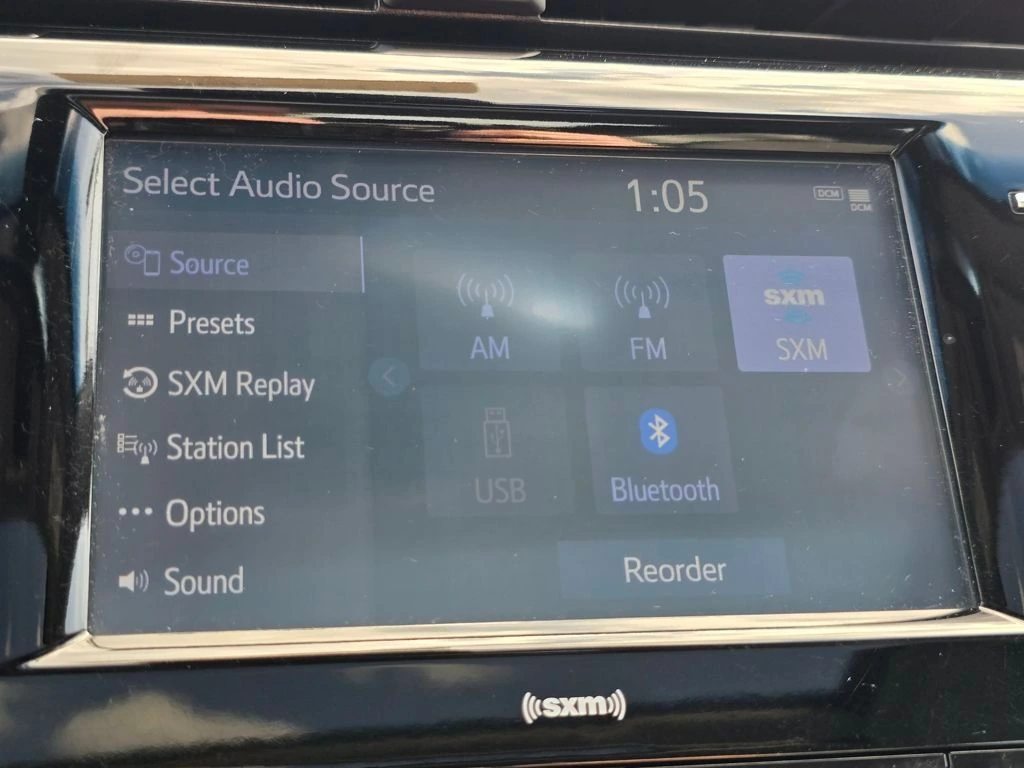 Select Audio Source
1:05
DCM
DCM
Source
Presets
SXM Replay
Station List
Options
Sound
AM
FM
sxm
SXM
USB
Bluetooth
Reorder
sxm